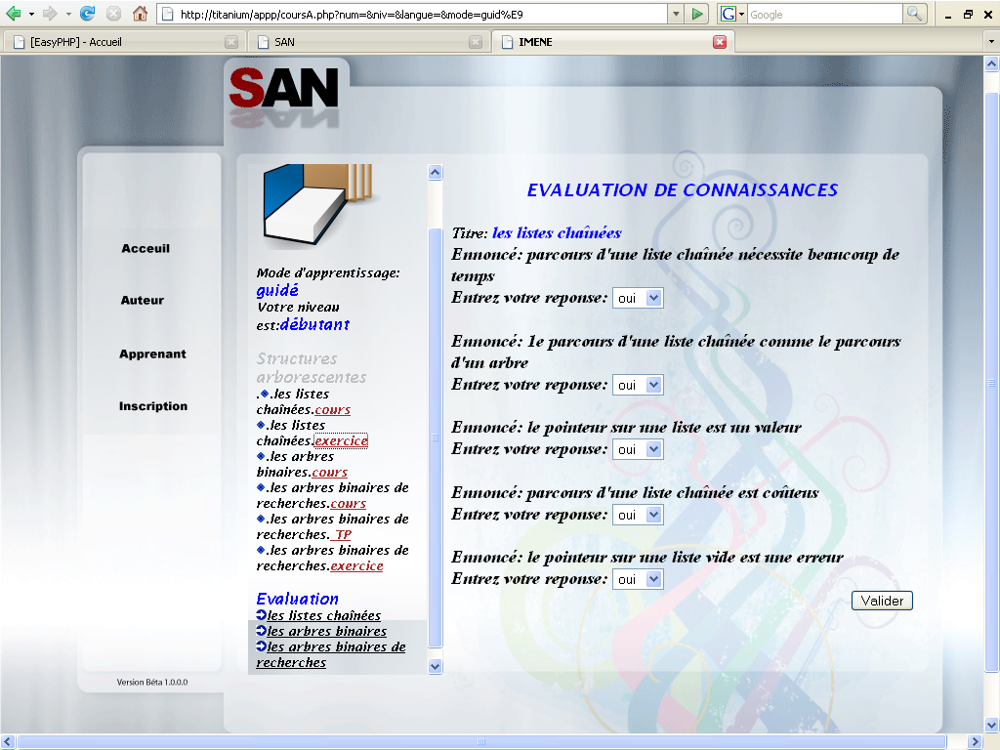 http://titanium/appp/coursA.php?num=&niv=&langue=&mode=guid%E9
Google
[EasyPHP] - Accueil
SAN
IMENE
SAN
Acceuil
Auteur
Apprenant
Inscription
Version Béta 1.0.0.0
Mode d'apprentissage:
guidé
Votre niveau
est:débutant
Structures
arborescentes
..les listes
chaînées.cours
.les listes
chaînées.exercice
.les arbres
binaires.cours
.les arbres binaires de
recherches.cours
.les arbres binaires de
recherches. TP
.les arbres binaires de
recherches.exercice
Evaluation
les listes chaînées
les arbres binaires
les arbres binaires de
recherches
EVALUATION DE CONNAISSANCES
Titre: les listes chaînées
Ennoncé: parcours d'une liste chaînée nécessite beaucoup de
temps
Entrez votre reponse: oui
Ennoncé: 1e parcours d'une liste chaînée comme le parcours
d'un arbre
Entrez votre reponse: oui
Ennoncé: le pointeur sur une liste est un valeur
Entrez votre reponse: oui
Ennoncé: parcours d'une liste chaînée est coûteus
Entrez votre reponse: oui
Ennoncé: le pointeur sur une liste vide est une erreur
Entrez votre reponse: oui
Valider